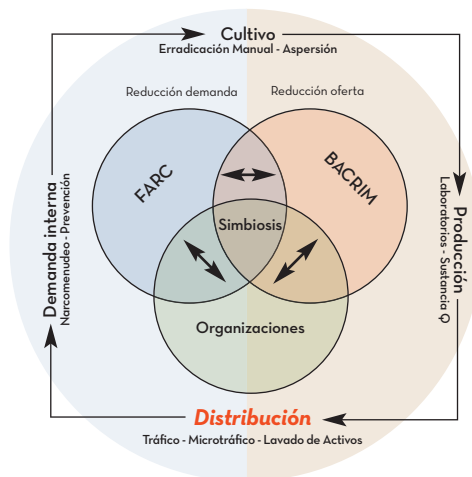 Cultivo
Erradicación Manual - Aspersión
Reducción demanda
Reducción oferta
FARC
BACRIM
Simbiosis
Organizaciones
Demanda interna
Narcomenudeo - Prevención
Producción
Laboratorios - Sustancia Q
Distribución
Tráfico - Microtráfico - Lavado de Activos